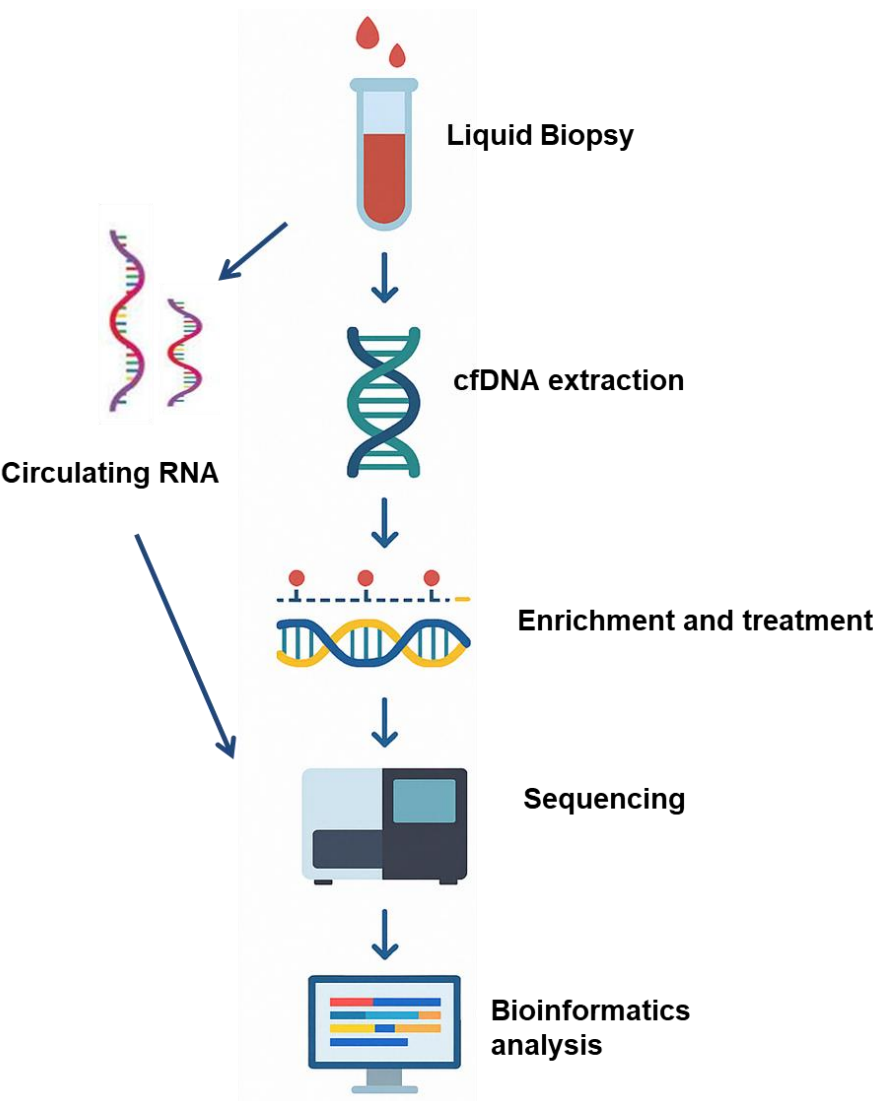 Liquid Biopsy
cfDNA extraction
Circulating RNA
Enrichment and treatment
Sequencing
Bioinformatics
analysis